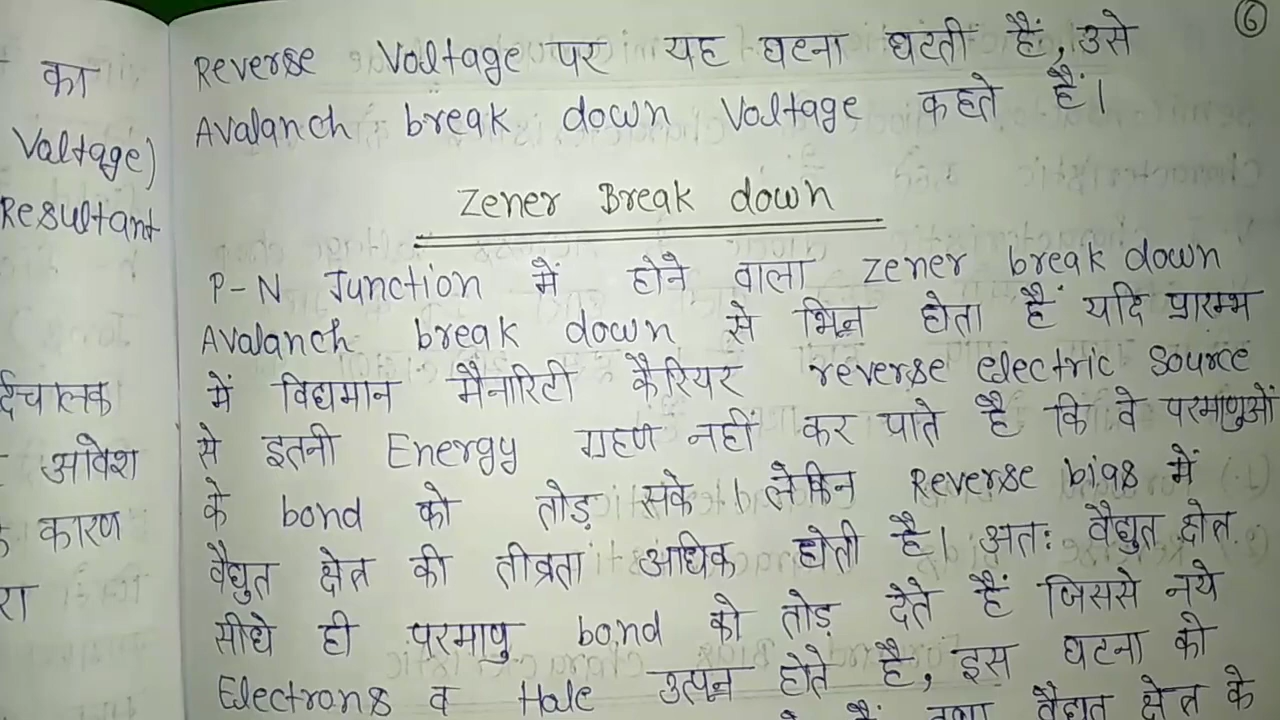 6
का
Valtage)
Resultant
आवेश
कारण
रा
Reverse Voltage पर यह घटना घटती हैं, उसे
Avalanch break down Voltage कहते हैं।
Zener Break down
P-N Junction में होने वाला zener break down
Avalanch break down से भिन्न होता हैं यदि प्रारम्भ
में विद्यमान मैनारिटी कैरियर reverse electric source
से इतनी Energy ग्रहण नहीं कर पाते है कि वे परमाणुओं
के bond को तोड़ सके। लेकिन Reverse bias में
वैद्युत क्षेत्र की तीव्रता अधिक होती है। अतः वैद्युत क्षेत्र
सीधे ही परमाणु bond को तोड़ देते हैं जिससे नये
Electrons व Hole उत्पन्न होते है, इस घटना को
वैद्युत क्षेत्र के